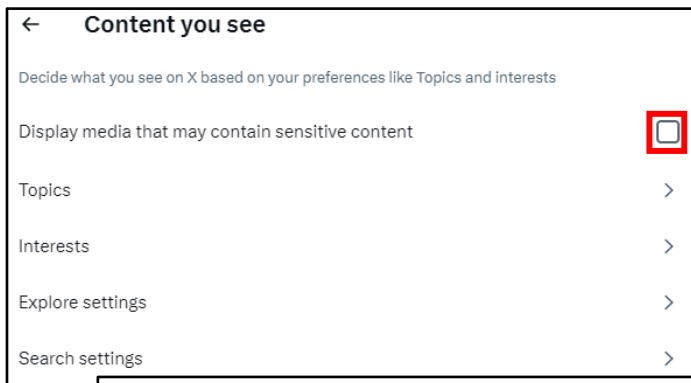 Content you see
Decide what you see on X based on your preferences like Topics and interests
Display media that may contain sensitive content
Topics
Interests
Explore settings
Search settings